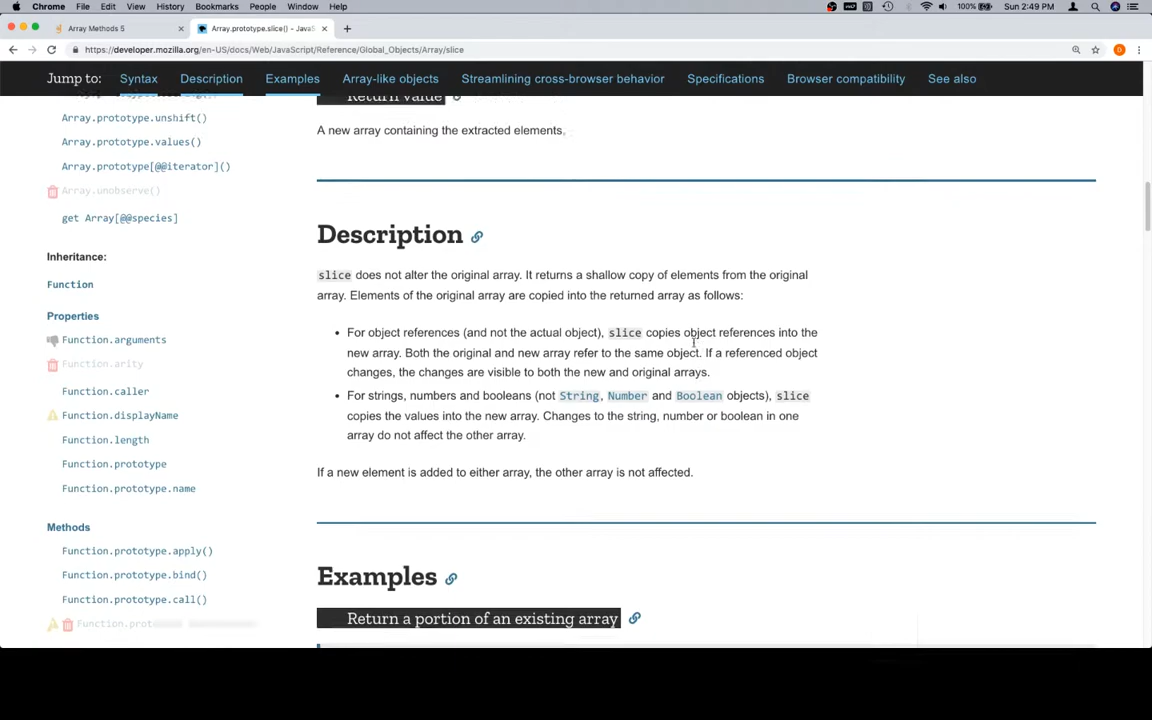 Chrome File Edit View History Bookmarks People Window Help 100% Sun 2:49 PM
Array Methods 5 Array.prototype.slice() - JavaS
https://developer.mozilla.org/en-US/docs/Web/JavaScript/Reference/Global_Objects/Array/slice
Jump to: Syntax Description Examples Array-like objects Streamlining cross-browser behavior Specifications Browser compatibility See also
Array.prototype.unshift()
Array.prototype.values()
Array.prototype[@@iterator]()
Array.unobserve()
get Array[@@species]
Inheritance:
Function
Properties
Function.arguments
Function.arity
Function.caller
Function.displayName
Function.length
Function.prototype
Function.prototype.name
Methods
Function.prototype.apply()
Function.prototype.bind()
Function.prototype.call()
Return value
A new array containing the extracted elements.
Description
slice does not alter the original array. It returns a shallow copy of elements from the original
array. Elements of the original array are copied into the returned array as follows:
• For object references (and not the actual object), slice copies object references into the
new array. Both the original and new array refer to the same object. If a referenced object
changes, the changes are visible to both the new and original arrays.
• For strings, numbers and booleans (not String, Number and Boolean objects), slice
copies the values into the new array. Changes to the string, number or boolean in one
array do not affect the other array.
If a new element is added to either array, the other array is not affected.
Examples
Return a portion of an existing array